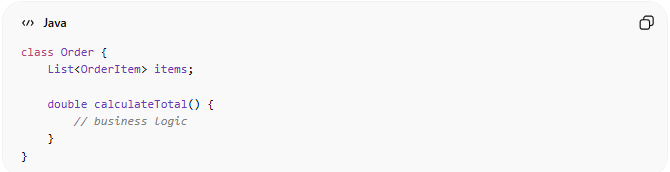 </> Java
class Order {
    List<OrderItem> items;

    double calculateTotal() {
        // business logic
    }
}